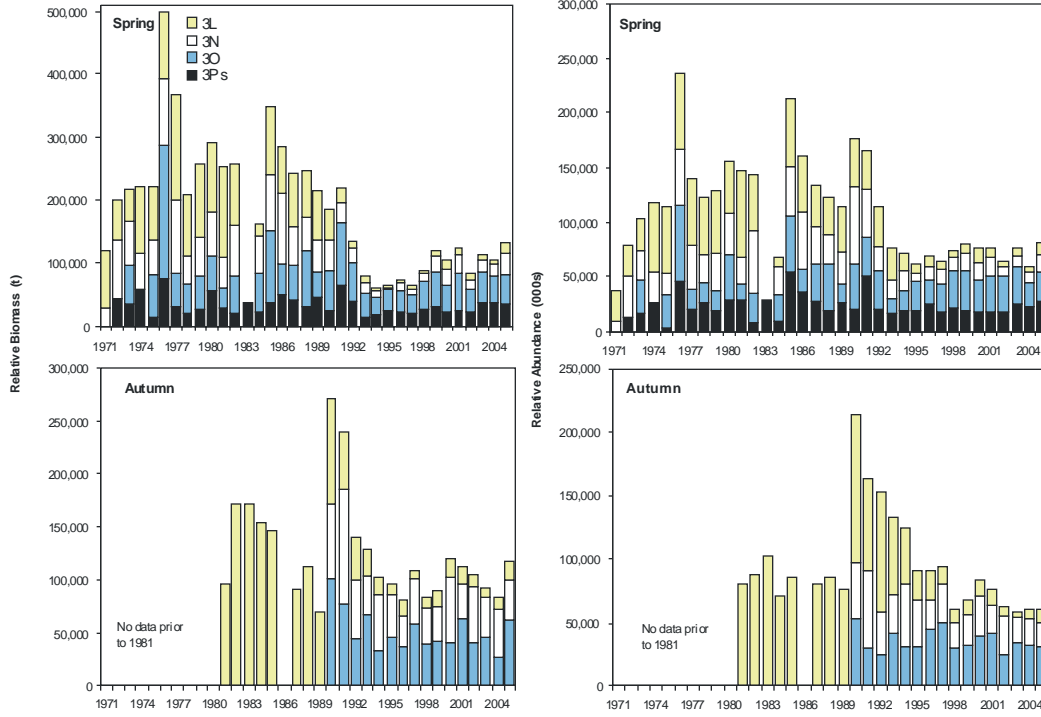 500,000
400,000
300,000
200,000
100,000
0
Spring
3L
3N
3O
3Ps
1971 1974 1977 1980 1983 1986 1989 1992 1995 1998 2001 2004
Relative Biomass (t)
300,000
250,000
200,000
150,000
100,000
50,000
0
Autumn
No data prior
to 1981
1971 1974 1977 1980 1983 1986 1989 1992 1995 1998 2001 2004
300,000
250,000
200,000
150,000
100,000
50,000
0
Spring
1971 1974 1977 1980 1983 1986 1989 1992 1995 1998 2001 2004
Relative Abundance (000s)
250,000
200,000
150,000
100,000
50,000
0
Autumn
No data prior
to 1981
1971 1974 1977 1980 1983 1986 1989 1992 1995 1998 2001 2004